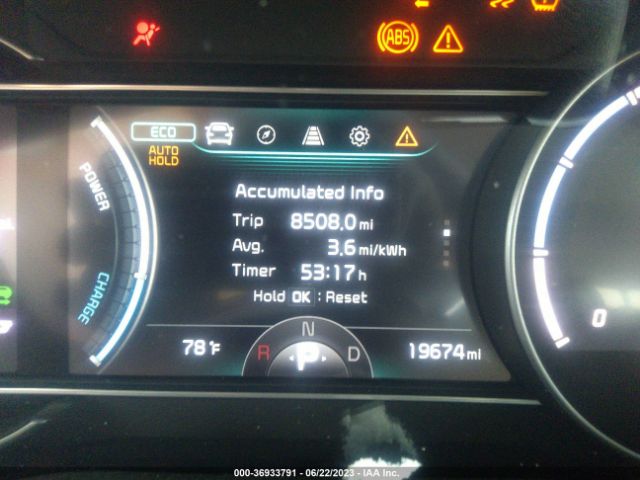 ABS
ECO
AUTO
HOLD
POWER
CHARGE
Accumulated Info
Trip 8508.0 mi
Avg. 3.6 mi/kWh
Timer 53:17 h
Hold OK : Reset
N
R P D
78°F
19674 mi
0
000-36933791 - 06/22/2023 - IAA Inc.